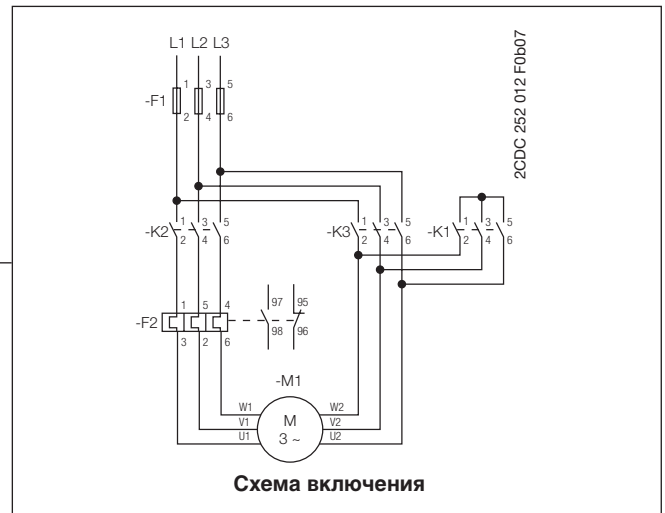 L1 L2 L3
-F1
1 3 5
2 4 6
2CDC 252 012 F0b07
-K2
1 3 5
2 4 6
-K3
1 3 5
2 4 6
-K1
1 3 5
2 4 6
-F2
1 5 4
3 2 6
97 95
98 96
-M1
W1 W2
V1 M V2
U1 3 ~ U2
Схема включения